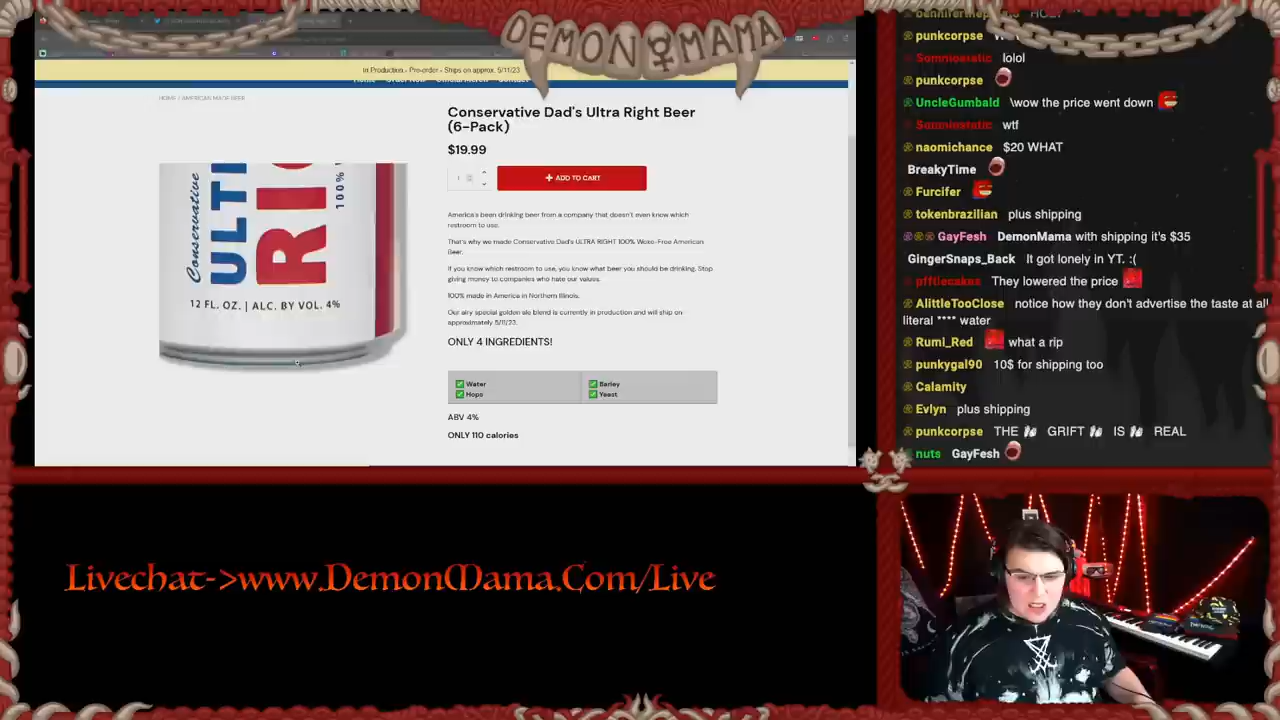 DEMON MAMA
In Production - Pre-order - Ships on approx. 5/11/23
HOME / AMERICAN MADE BEER
Conservative
ULT
RIG
100%
12 FL. OZ. | ALC. BY VOL. 4%
Conservative Dad's Ultra Right Beer
(6-Pack)
$19.99
1
ADD TO CART
America's been drinking beer from a company that doesn't even know which
restroom to use.
That's why we made Conservative Dad's ULTRA RIGHT 100% Woke-Free American
Beer.
If you know which restroom to use, you know what beer you should be drinking. Stop
giving money to companies who hate our values.
100% made in America in Northern Illinois.
Our airy special golden ale blend is currently in production and will ship on
approximately 5/11/23.
ONLY 4 INGREDIENTS!
Water
Barley
Hops
Yeast
ABV 4%
ONLY 110 calories
punkcorpse
Somniostatic lolol
punkcorpse
UncleGumbald \wow the price went down
Somniostatic wtf
naomichance $20 WHAT
BreakyTime
Furcifer
tokenbrazilian plus shipping
GayFesh DemonMama with shipping it's $35
GingerSnaps_Back It got lonely in YT. :(
pfftlecakes They lowered the price
AlittleTooClose notice how they don't advertise the taste at all
literal **** water
Rumi_Red what a rip
punkygal90 10$ for shipping too
Calamity
Evlyn plus shipping
punkcorpse THE GRIFT IS REAL
nuts GayFesh
Livechat->www.DemonMama.Com/Live